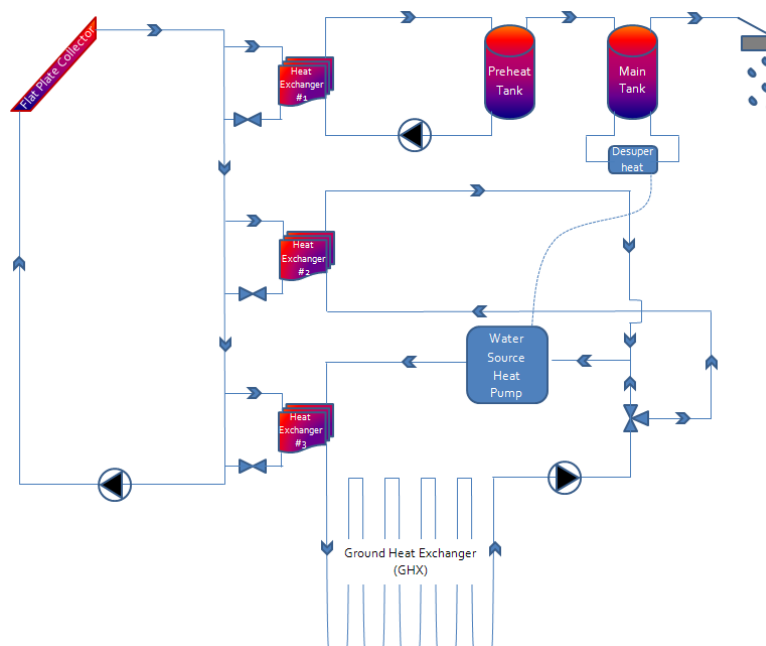 Flat Plate Collector
Heat
Exchanger
#1
Preheat
Tank
Main
Tank
Desuper
heat
Heat
Exchanger
#2
Water
Source
Heat
Pump
Heat
Exchanger
#3
Ground Heat Exchanger
(GHX)